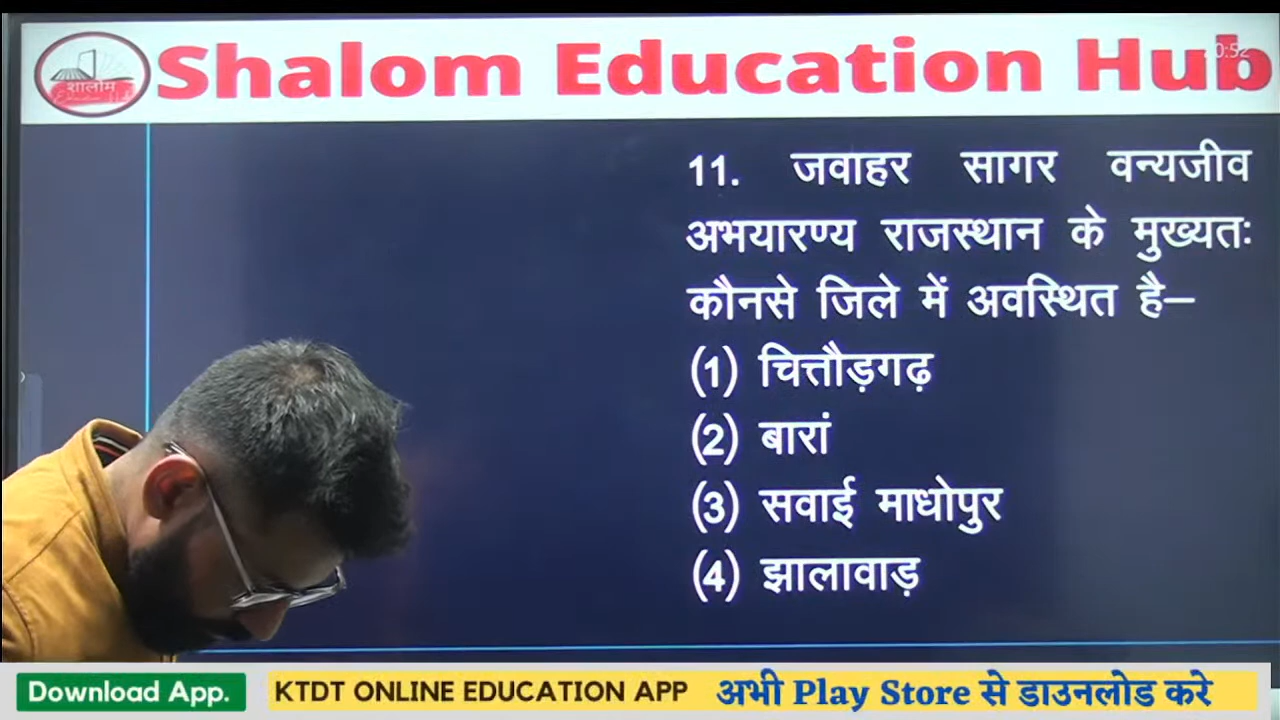 शालोम
Shalom Education Hub
11. जवाहर सागर वन्यजीव
अभयारण्य राजस्थान के मुख्यतः
कौनसे जिले में अवस्थित है–
(1) चित्तौड़गढ़
(2) बारां
(3) सवाई माधोपुर
(4) झालावाड़
Download App.
KTDT ONLINE EDUCATION APP
अभी Play Store से डाउनलोड करे